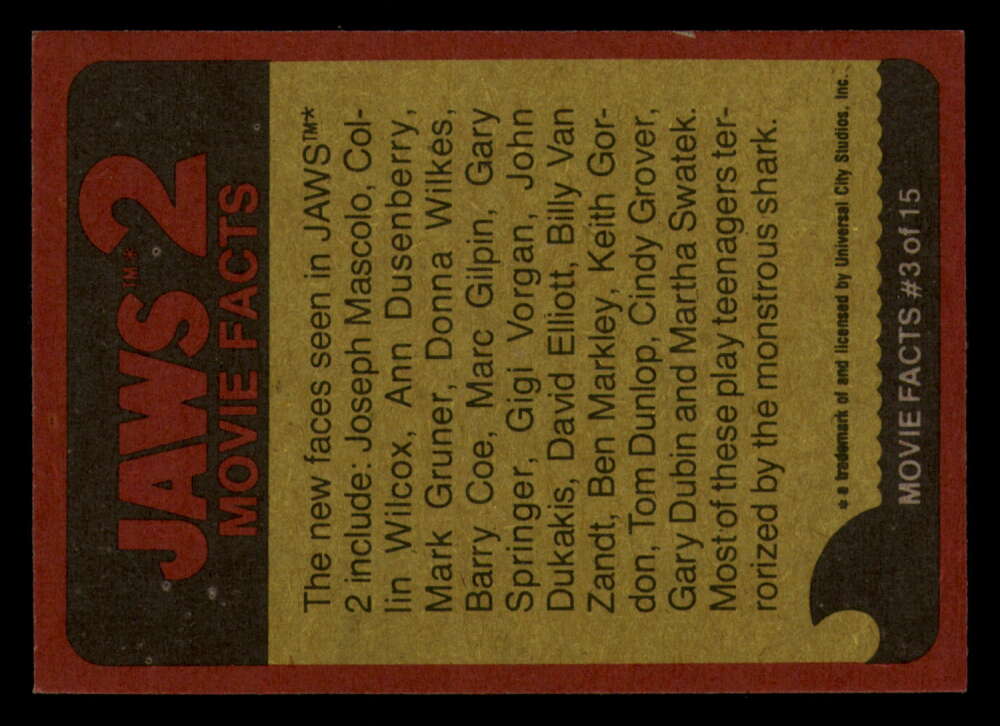 JAWS™* 2
MOVIE FACTS
The new faces seen in JAWS™*
2 include: Joseph Mascolo, Col-
lin Wilcox, Ann Dusenberry,
Mark Gruner, Donna Wilkes,
Barry Coe, Marc Gilpin, Gary
Springer, Gigi Vorgan, John
Dukakis, David Elliott, Billy Van
Zandt, Ben Markley, Keith Gor-
don, Tom Dunlop, Cindy Grover,
Gary Dubin and Martha Swatek.
Most of these play teenagers ter-
rorized by the monstrous shark.
*a trademark of and licensed by Universal City Studios, Inc.
MOVIE FACTS #3 of 15